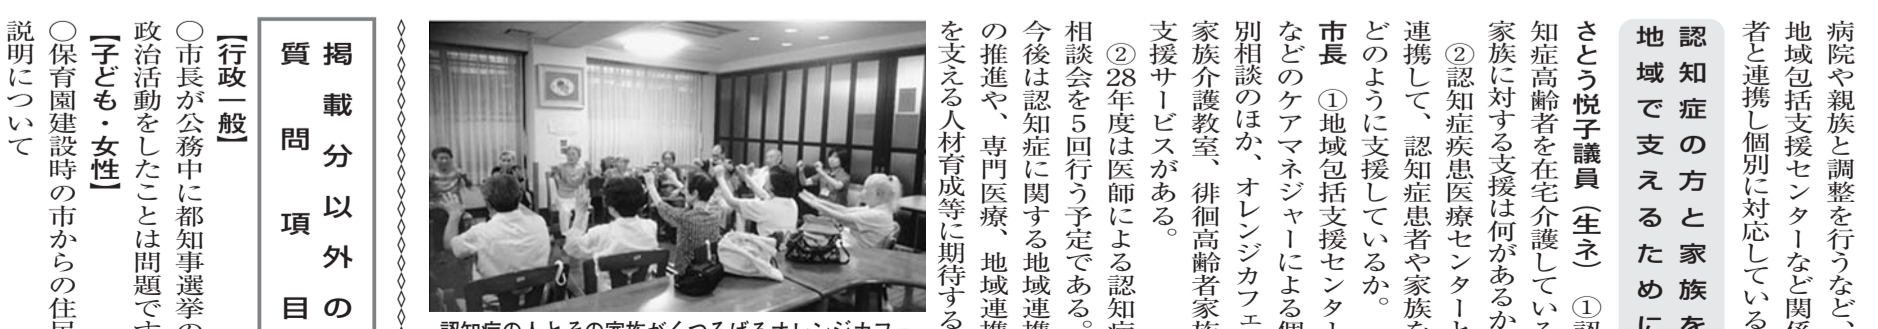 病院や親族と調整を行うなど、
地域包括支援センターなど関係
者と連携し個別に対応している
認知症の方と家族を
地域で支えるために
さとう悦子議員(生ネ) ①認
知症高齢者を在宅介護している
家族に対する支援は何があるか
②認知症疾患医療センターと
連携して、認知症患者や家族を
どのように支援しているか。
市長 ①地域包括支援センター
などのケアマネジャーによる個
別相談のほか、オレンジカフェ
家族介護教室、徘徊高齢者家族
支援サービスがある。
②28年度は医師による認知症
相談会を5回行う予定である。
今後は認知症に関する地域連携
の推進や、専門医療、地域連携
を支える人材育成等に期待する
認知症の人とその家族がくつろげるオレンジカフェ
掲載分以外の
質問項目
【行政一般】
○市長が公務中に都知事選挙の
政治活動をしたことは問題です
【子ども・女性】
○保育園建設時の市からの住民
説明について